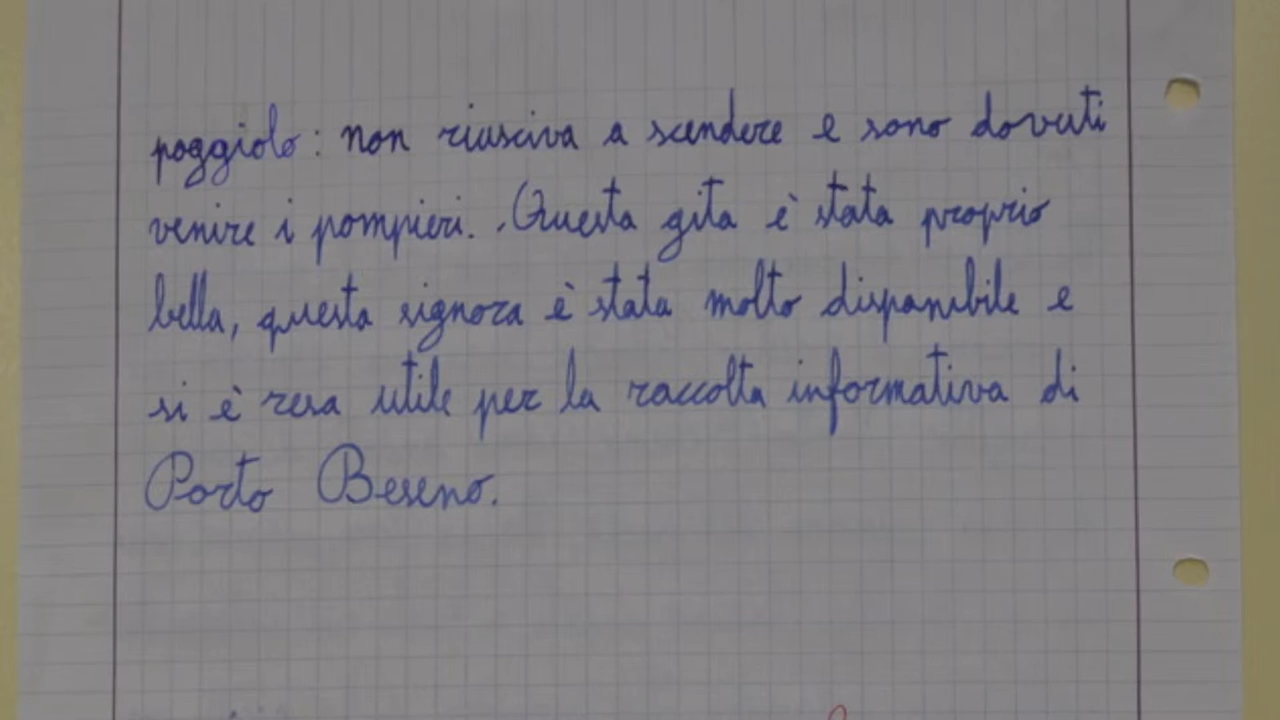 poggiolo: non riusciva a scendere e sono dovuti
venire i pompieri. Questa gita è stata proprio
bella, questa signora è stata molto disponibile e
si è resa utile per la raccolta informativa di
Porto Beseno.